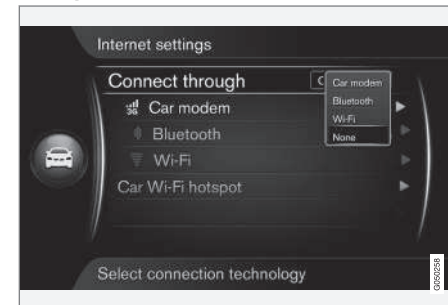 Internet settings
Connect through
Car modem
Bluetooth
Wi-Fi
None
3G Car modem
Bluetooth
Wi-Fi
Car Wi-Fi hotspot
Select connection technology
G050258